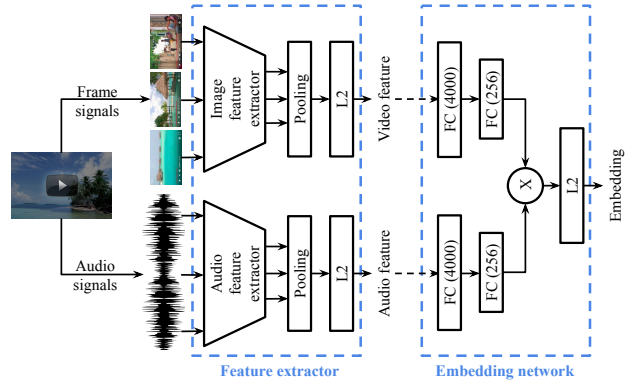 Frame
signals
Image
feature
extractor
Pooling
L2
Video feature
FC (4000)
FC (256)
X
L2
Embedding
Audio
signals
Audio
feature
extractor
Pooling
L2
Audio feature
FC (4000)
FC (256)
Feature extractor
Embedding network